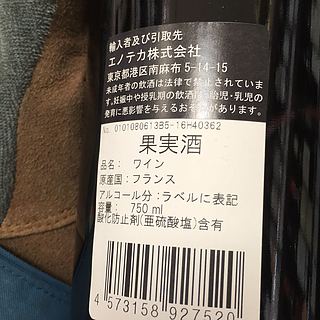 輸入者及び引取先
エノテカ株式会社
東京都港区南麻布 5-14-15
未成年者の飲酒は法律で禁止されていま
す。妊娠中や授乳期の飲酒は、胎児・乳児の
発育に悪影響を与えるおそれがあります。
No. 0101080613B5-16H40362
果実酒
品名: ワイン
原産国: フランス
アルコール分: ラベルに表記
容量: 750 ml
酸化防止剤(亜硫酸塩)含有
4 573158 927520